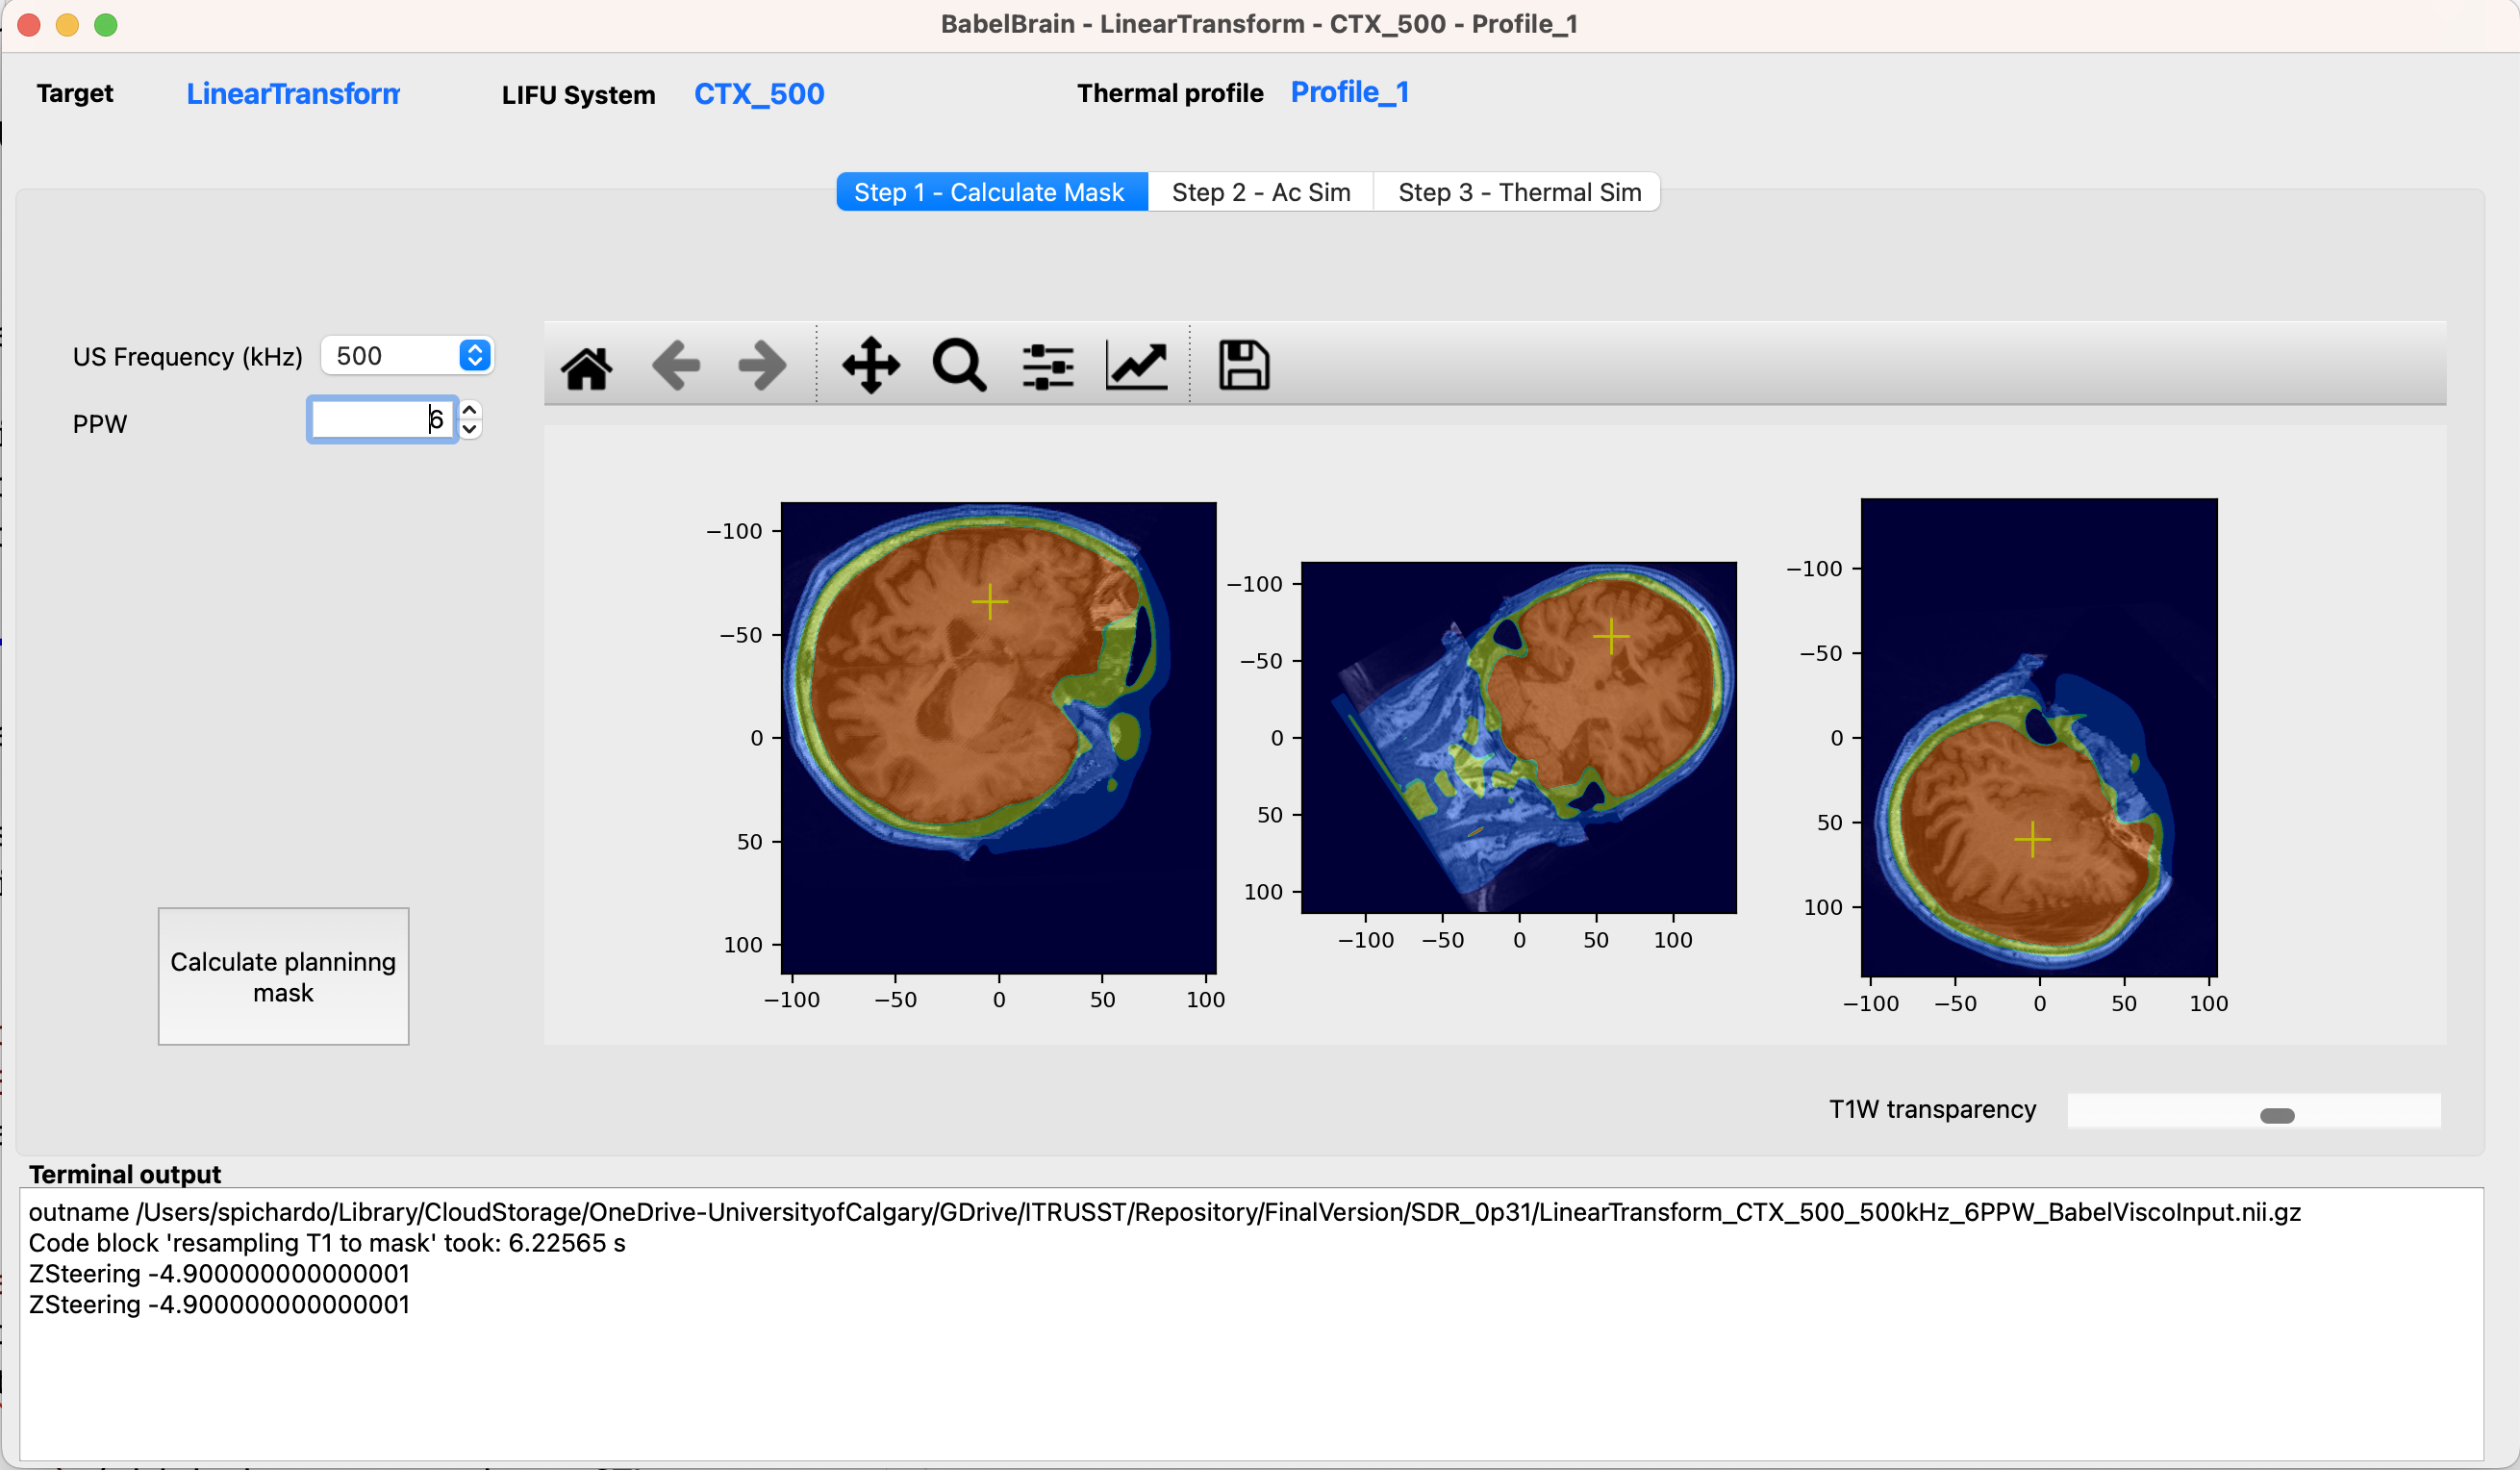 BabelBrain - LinearTransform - CTX_500 - Profile_1
Target LinearTransform LIFU System CTX_500 Thermal profile Profile_1
Step 1 - Calculate Mask Step 2 - Ac Sim Step 3 - Thermal Sim
US Frequency (kHz) 500
PPW 6
−100
−50
0
50
100
−100 −50 0 50 100
−100
−50
0
50
100
−100 −50 0 50 100
−100
−50
0
50
100
−100 −50 0 50 100
Calculate planninng
mask
T1W transparency
Terminal output
outname /Users/spichardo/Library/CloudStorage/OneDrive-UniversityofCalgary/GDrive/ITRUSST/Repository/FinalVersion/SDR_0p31/LinearTransform_CTX_500_500kHz_6PPW_BabelViscoInput.nii.gz
Code block 'resampling T1 to mask' took: 6.22565 s
ZSteering -4.900000000000001
ZSteering -4.900000000000001